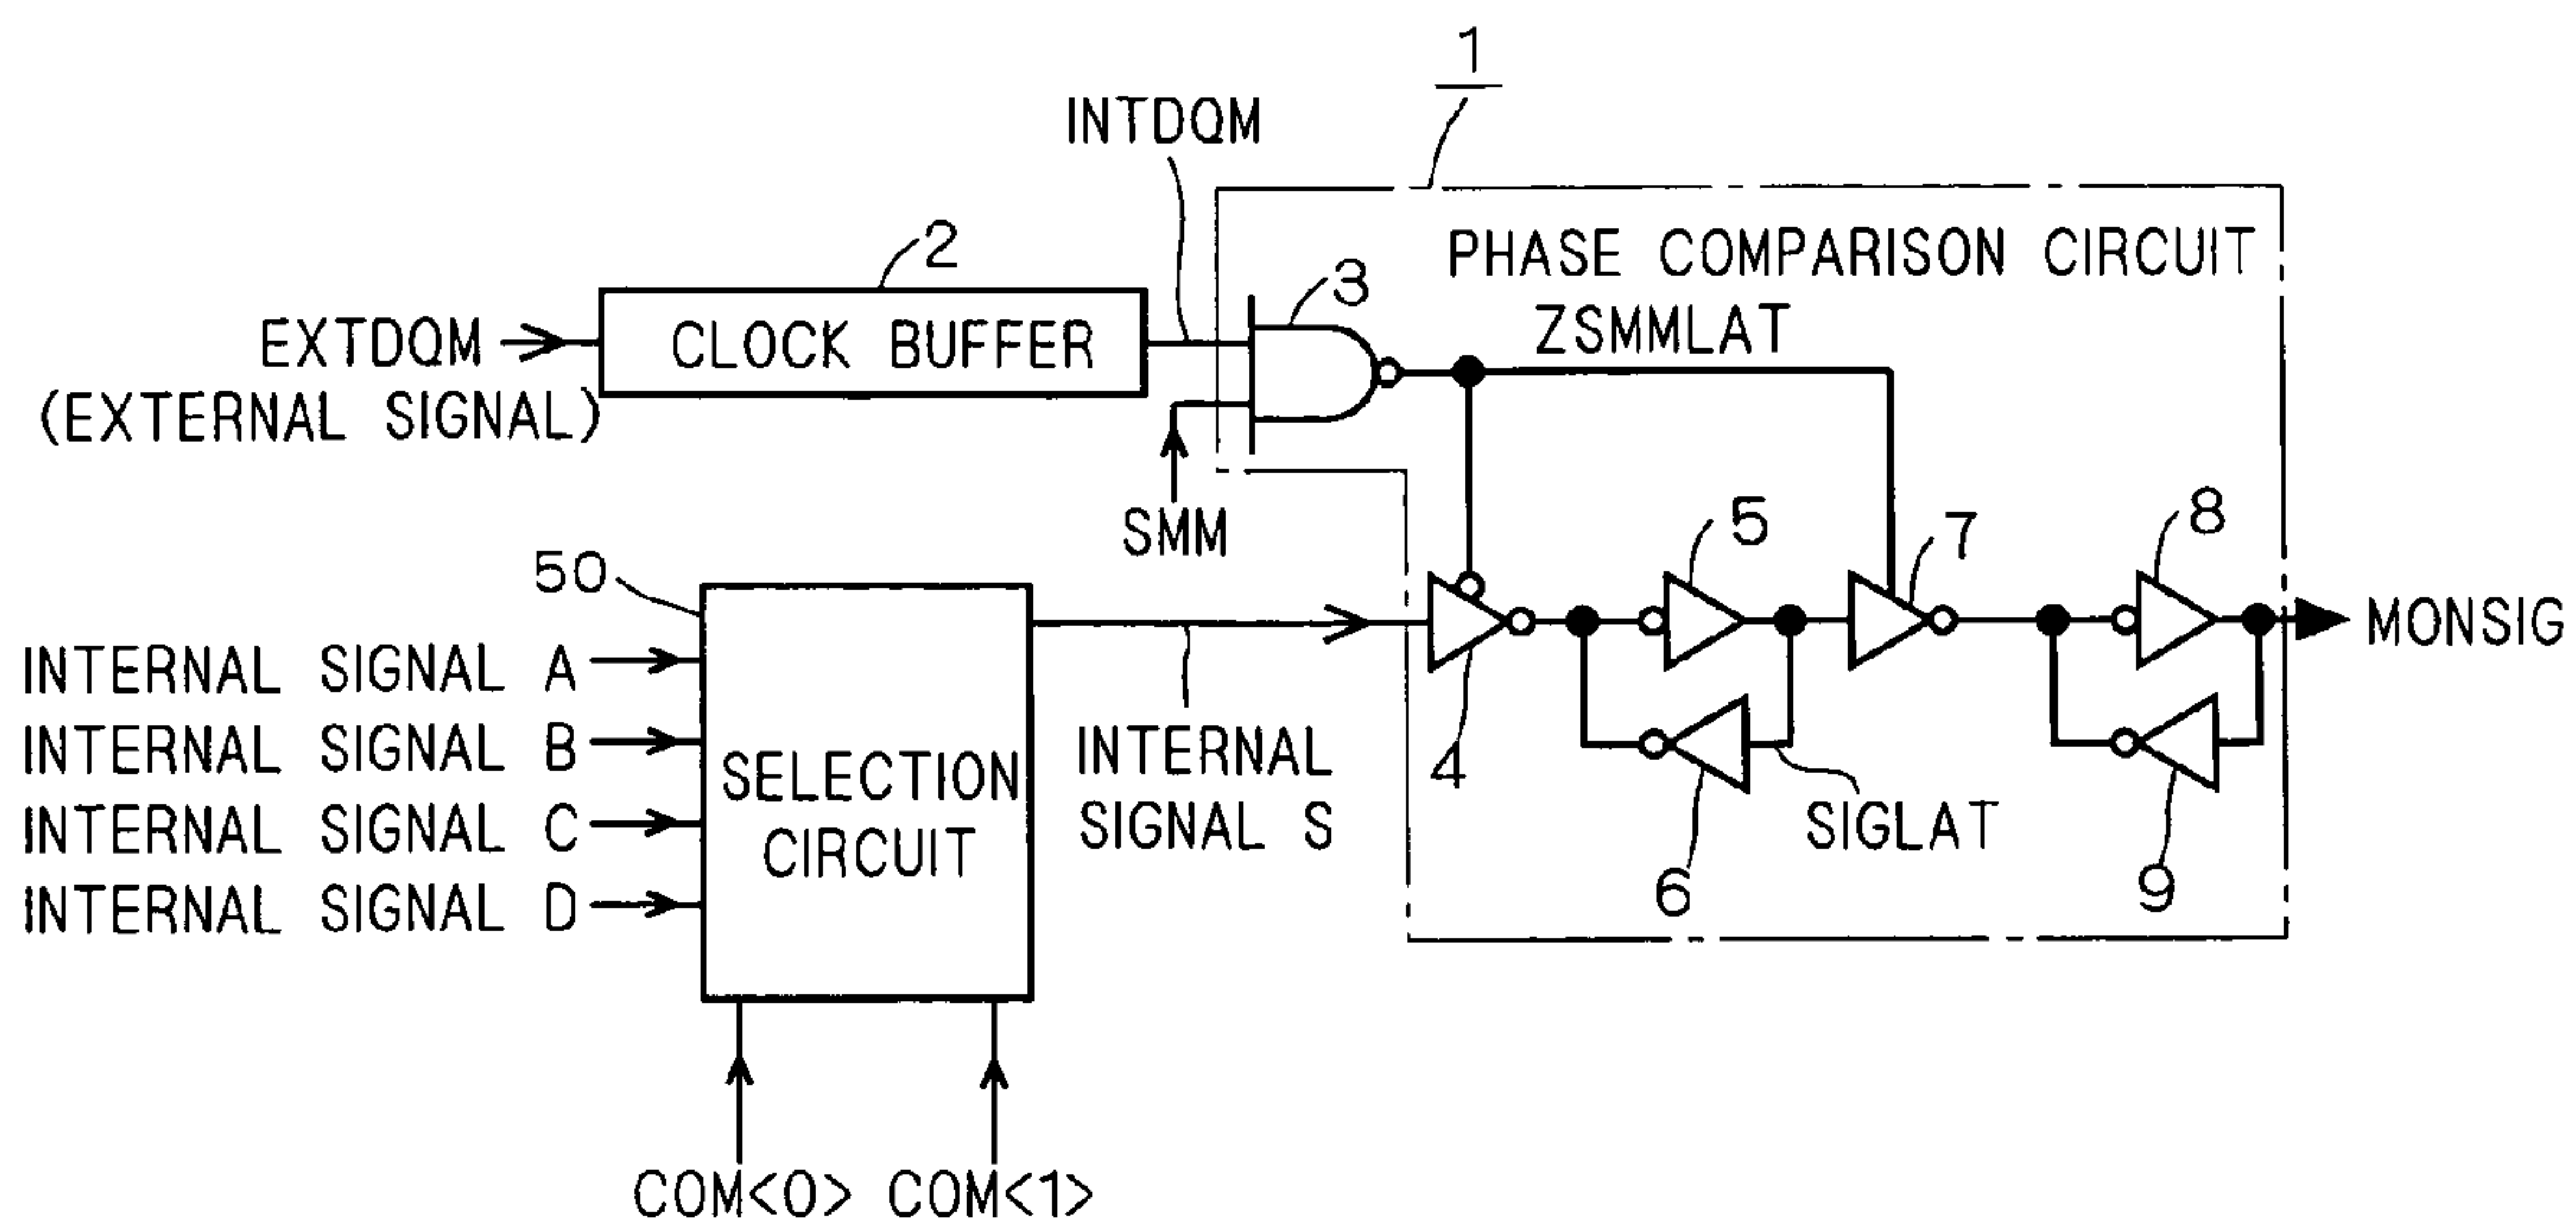 1
INTDQM
2
PHASE COMPARISON CIRCUIT
3
ZSMMLAT
EXTDQM
CLOCK BUFFER
(EXTERNAL SIGNAL)
SMM
5
7
8
50
MONSIG
INTERNAL SIGNAL A
INTERNAL SIGNAL B
INTERNAL SIGNAL C
INTERNAL SIGNAL D
SELECTION
CIRCUIT
INTERNAL
SIGNAL S
4
6
SIGLAT
9
COM<0>
COM<1>